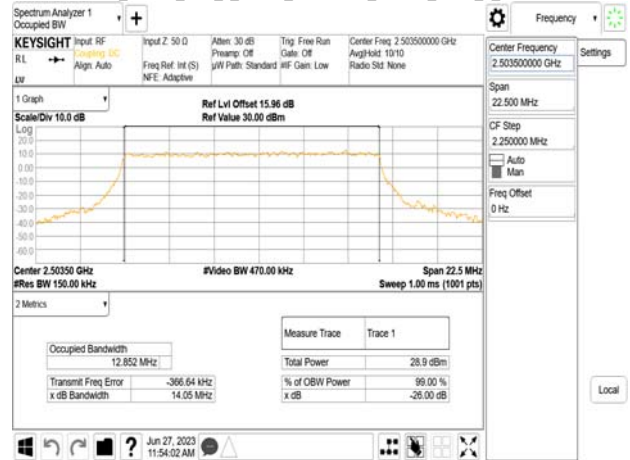 Spectrum Analyzer 1
Occupied BW
+
Frequency
KEYSIGHT
R L
LU
Input: RF
Coupling: DC
Align: Auto
Input Z: 50 Ω
Freq Ref: Int (S)
NFE: Adaptive
Atten: 30 dB
Preamp: Off
µW Path: Standard
Trig: Free Run
Gate: Off
#IF Gain: Low
Center Freq: 2.503500000 GHz
Avg|Hold: 10/10
Radio Std: None
Center Frequency
2.503500000 GHz
Settings
Span
22.500 MHz
CF Step
2.250000 MHz
Auto
Man
Freq Offset
0 Hz
Local
1 Graph
Scale/Div 10.0 dB
Ref Lvl Offset 15.96 dB
Ref Value 30.00 dBm
Log
20.0
10.0
0.00
-10.0
-20.0
-30.0
-40.0
-50.0
-60.0
Center 2.50350 GHz
#Video BW 470.00 kHz
Span 22.5 MHz
#Res BW 150.00 kHz
Sweep 1.00 ms (1001 pts)
2 Metrics
Measure Trace Trace 1
Occupied Bandwidth
12.852 MHz
Total Power 28.9 dBm
Transmit Freq Error -366.64 kHz
% of OBW Power 99.00 %
x dB Bandwidth 14.05 MHz
x dB -26.00 dB
?
Jun 27, 2023
11:54:02 AM